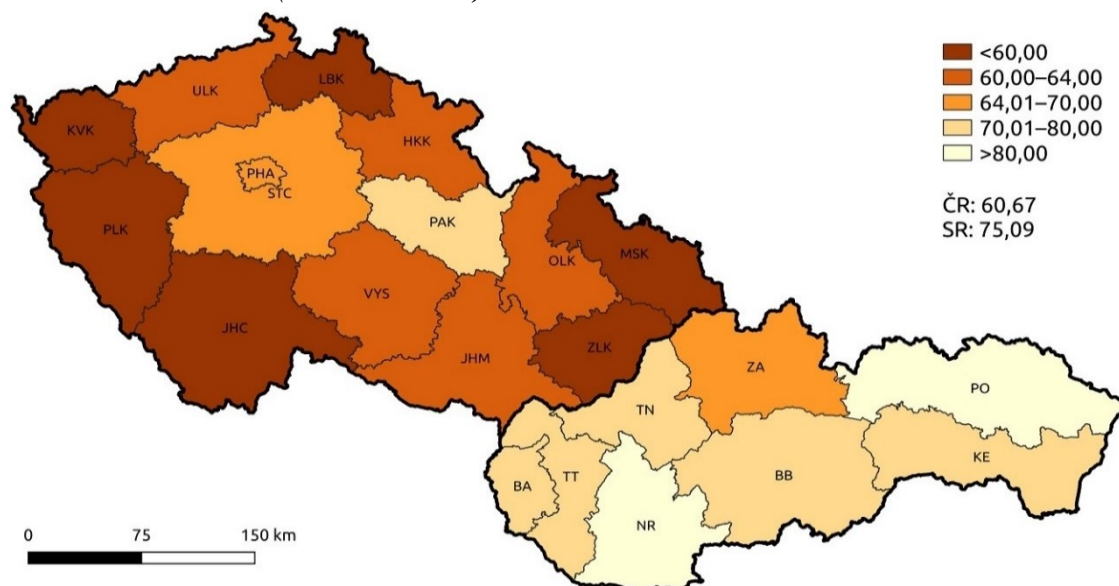 <60,00
60,00–64,00
64,01–70,00
70,01–80,00
>80,00
ČR: 60,67
SR: 75,09
LBK
ULK
KVK
HKK
PHA
STC
PAK
PLK
OLK
MSK
VYS
JHC
JHM
ZLK
ZA
PO
TN
KE
BA
TT
BB
NR
0 75 150 km